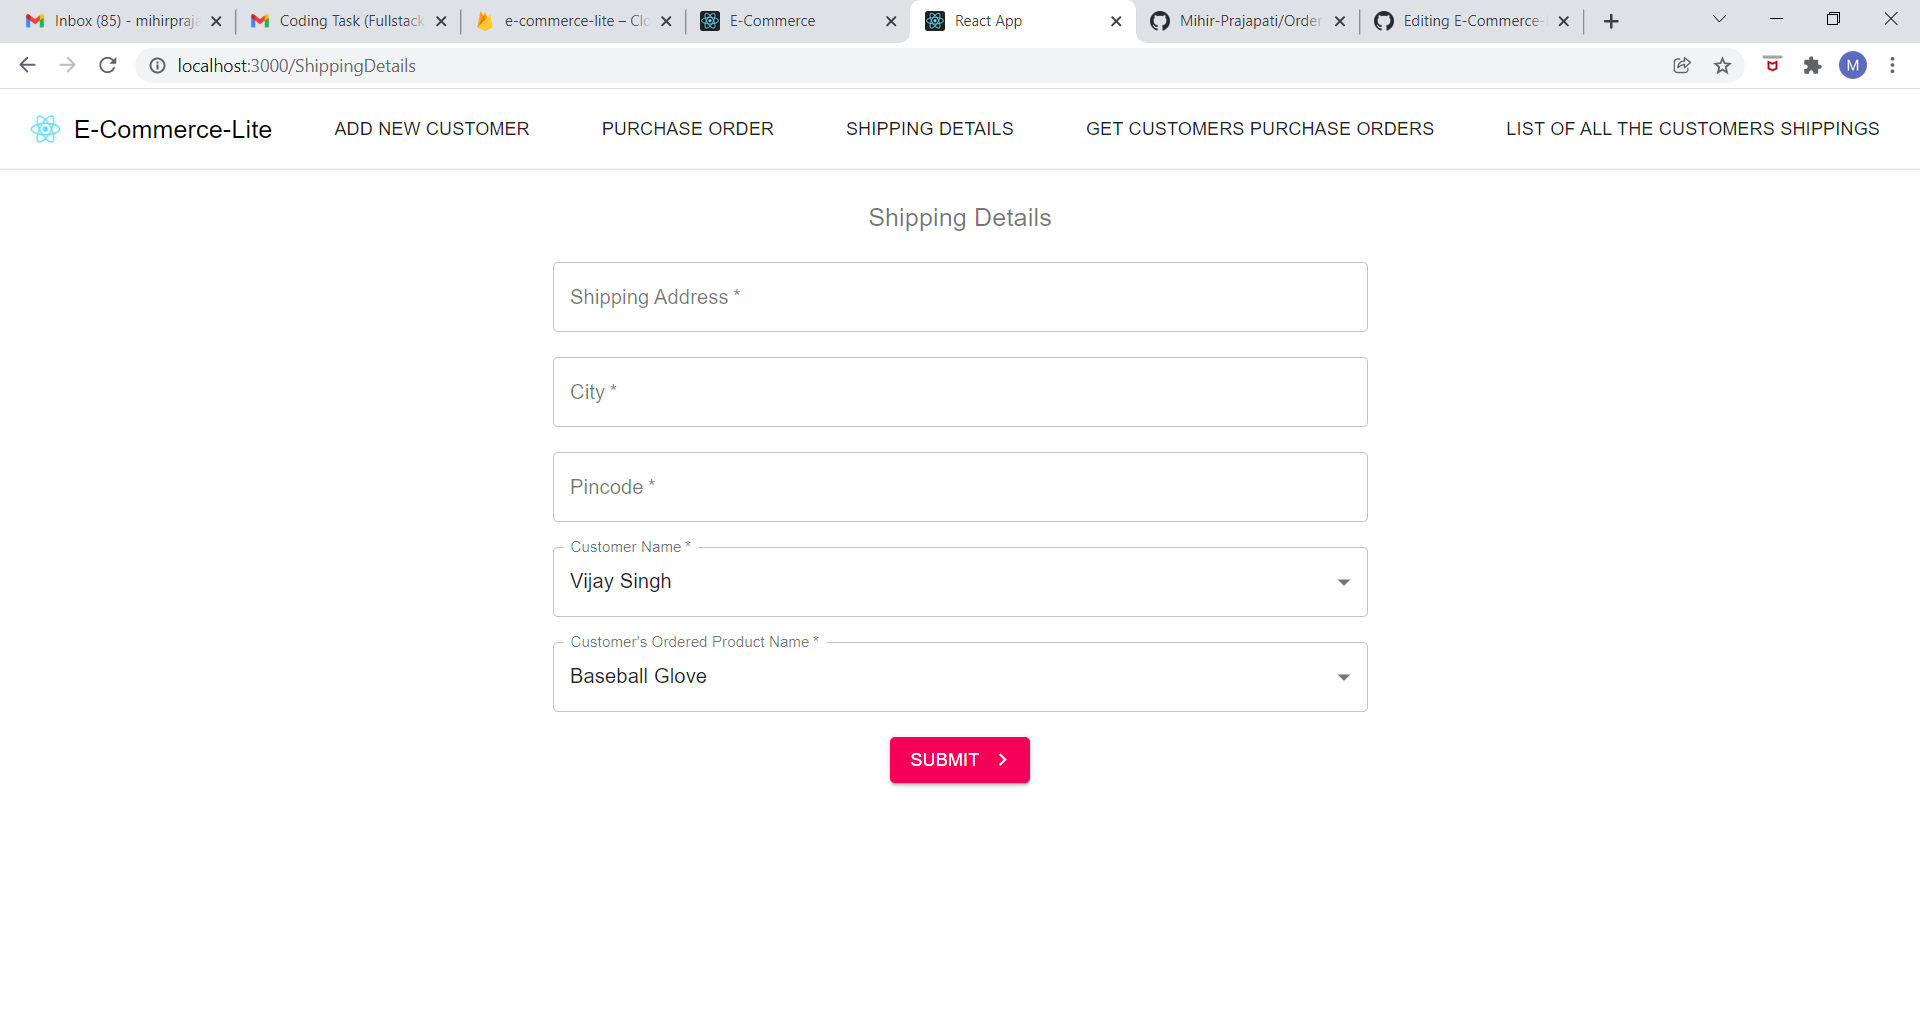 Inbox (85) - mihirpraja Coding Task (Fullstack e-commerce-lite – Clo E-Commerce React App Mihir-Prajapati/Order Editing E-Commerce-
localhost:3000/ShippingDetails M
E-Commerce-Lite ADD NEW CUSTOMER PURCHASE ORDER SHIPPING DETAILS GET CUSTOMERS PURCHASE ORDERS LIST OF ALL THE CUSTOMERS SHIPPINGS
Shipping Details
Shipping Address *
City *
Pincode *
Customer Name *
Vijay Singh
Customer's Ordered Product Name *
Baseball Glove
SUBMIT